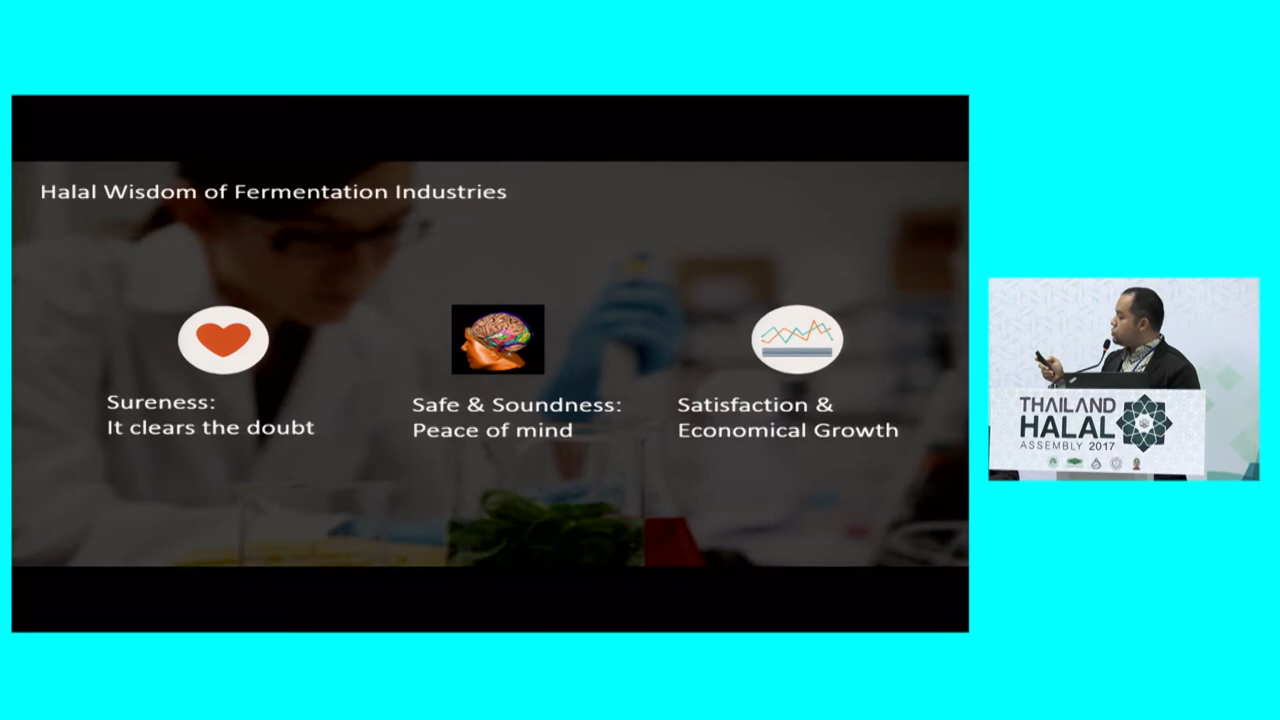 Halal Wisdom of Fermentation Industries
Sureness:
It clears the doubt
Safe & Soundness:
Peace of mind
Satisfaction &
Economical Growth
THAILAND
HALAL
ASSEMBLY 2017